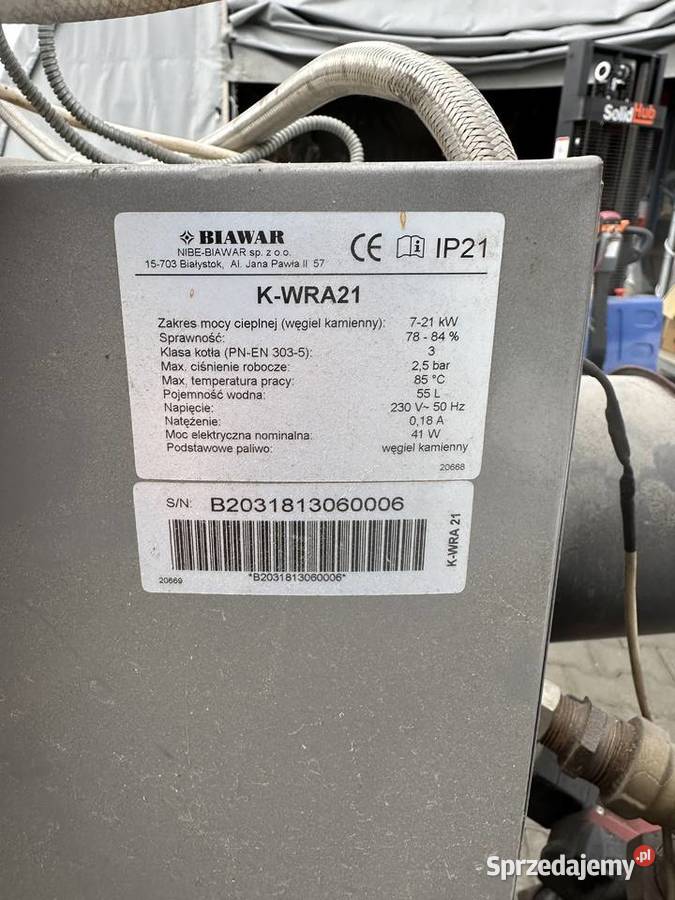 SolidHub
BIAWAR
NIBE-BIAWAR sp. z o.o.
15-703 Białystok, Al. Jana Pawła II 57
CE IP21
K-WRA21
Zakres mocy cieplnej (węgiel kamienny): 7-21 kW
Sprawność: 78 - 84 %
Klasa kotła (PN-EN 303-5): 3
Max. ciśnienie robocze: 2,5 bar
Max. temperatura pracy: 85 °C
Pojemność wodna: 55 L
Napięcie: 230 V~ 50 Hz
Natężenie: 0,18 A
Moc elektryczna nominalna: 41 W
Podstawowe paliwo: węgiel kamienny
20668
S/N: B2031813060006
*B2031813060006*
20669
K-WRA 21
Sprzedajemy.pl